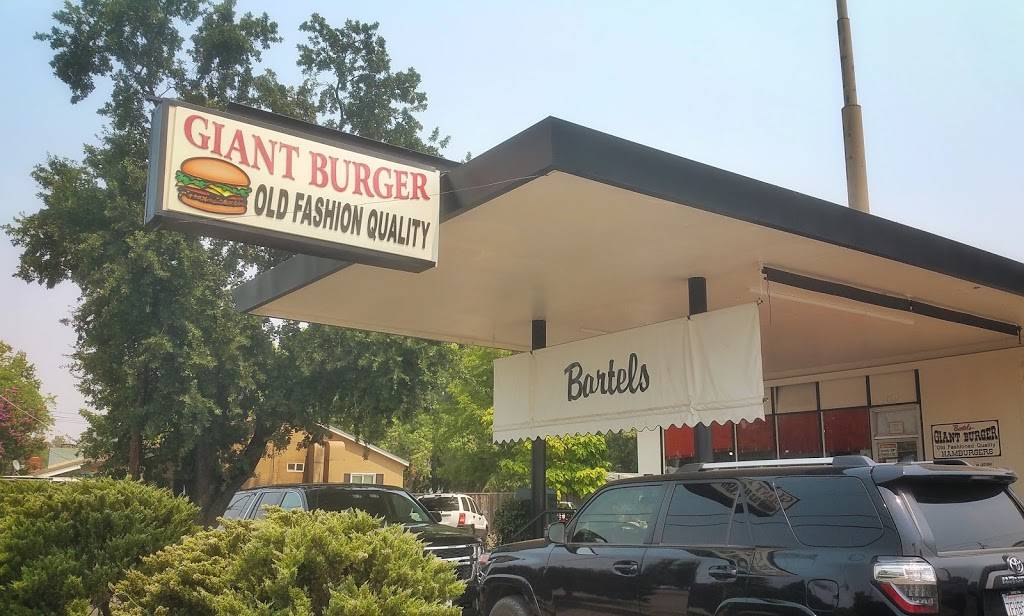 GIANT BURGER
OLD FASHION QUALITY
Bartels
Bartels
GIANT BURGER
Old Fashioned Quality
HAMBURGERS